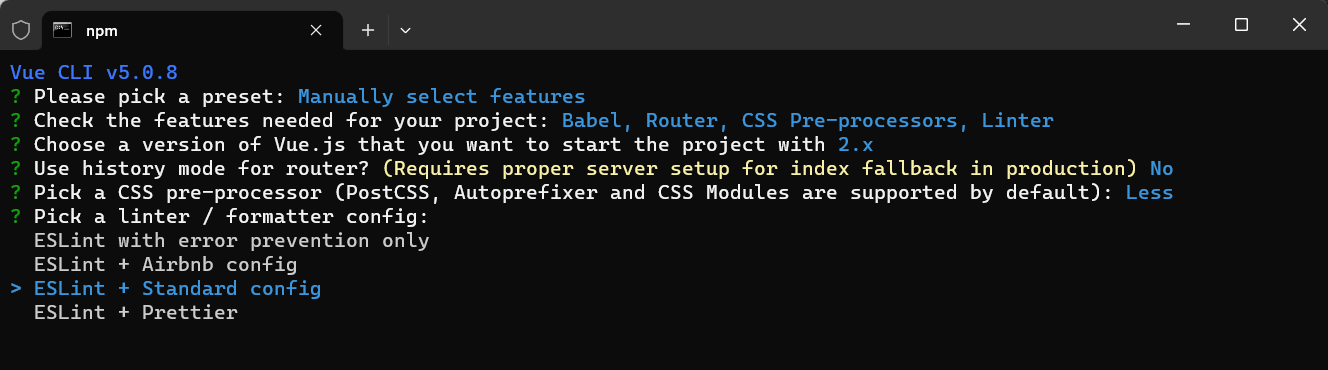 npm
Vue CLI v5.0.8
? Please pick a preset: Manually select features
? Check the features needed for your project: Babel, Router, CSS Pre-processors, Linter
? Choose a version of Vue.js that you want to start the project with 2.x
? Use history mode for router? (Requires proper server setup for index fallback in production) No
? Pick a CSS pre-processor (PostCSS, Autoprefixer and CSS Modules are supported by default): Less
? Pick a linter / formatter config:
  ESLint with error prevention only
  ESLint + Airbnb config
> ESLint + Standard config
  ESLint + Prettier